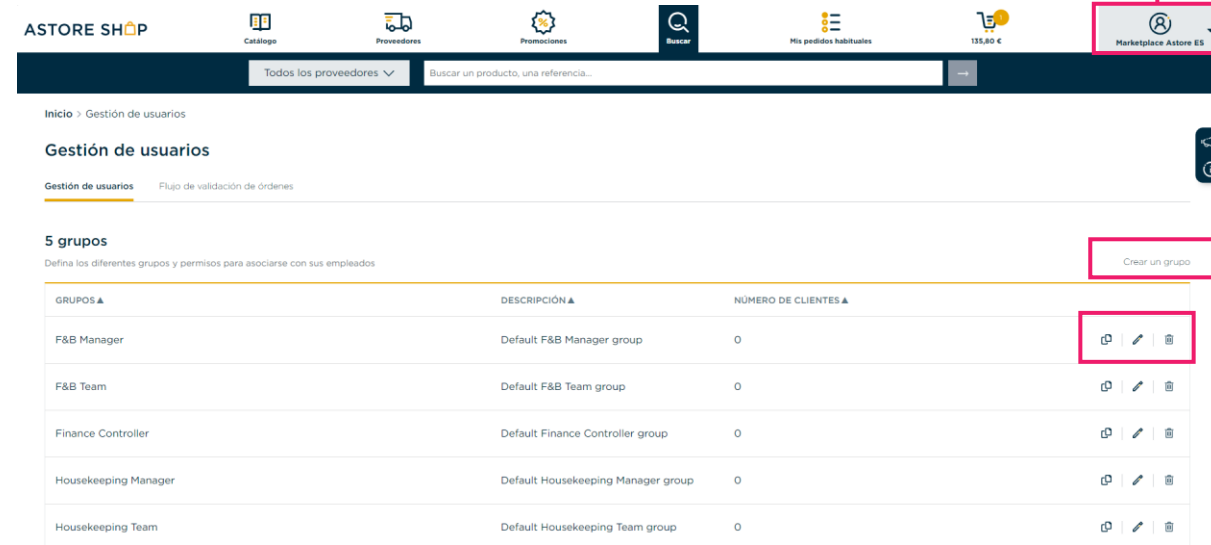 ASTORE SHOP
Catálogo
Proveedores
Promociones
Buscar
Mis pedidos habituales
1
135,80 €
Marketplace Astore ES
Todos los proveedores
Buscar un producto, una referencia...
Inicio > Gestión de usuarios
Gestión de usuarios
Gestión de usuarios Flujo de validación de órdenes
5 grupos
Defina los diferentes grupos y permisos para asociarse con sus empleados
Crear un grupo
GRUPOS▲ DESCRIPCIÓN▲ NÚMERO DE CLIENTES▲
F&B Manager Default F&B Manager group 0
F&B Team Default F&B Team group 0
Finance Controller Default Finance Controller group 0
Housekeeping Manager Default Housekeeping Manager group 0
Housekeeping Team Default Housekeeping Team group 0